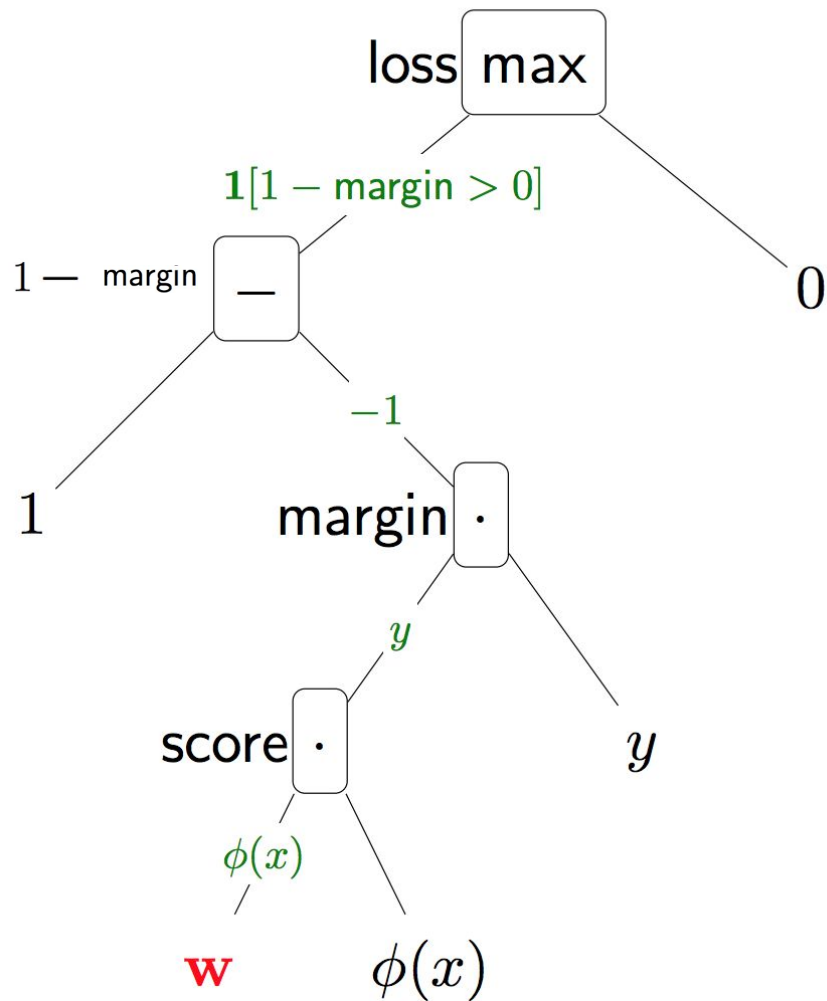 loss max
1[1 − margin > 0]
1 − margin −
0
−1
1
margin ·
y
score ·
y
ϕ(x)
w
ϕ(x)